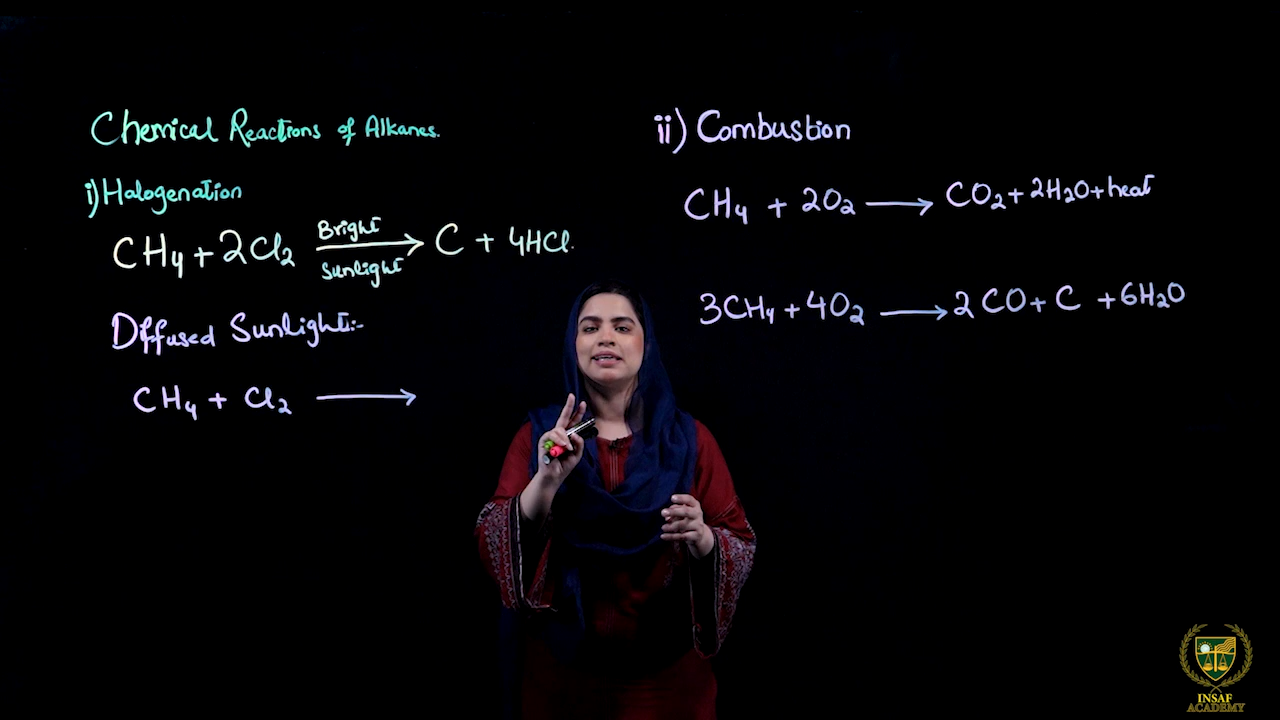 Chemical Reactions of Alkanes.
i) Halogenation
CH₄ + 2Cl₂ Bright Sunlight ⟶ C + 4HCl.
Dffused Sunlight:-
CH₄ + Cl₂ ⟶
ii) Combustion
CH₄ + 2O₂ ⟶ CO₂ + 2H₂O + heat
3CH₄ + 4O₂ ⟶ 2CO + C + 6H₂O
INSAF
ACADEMY